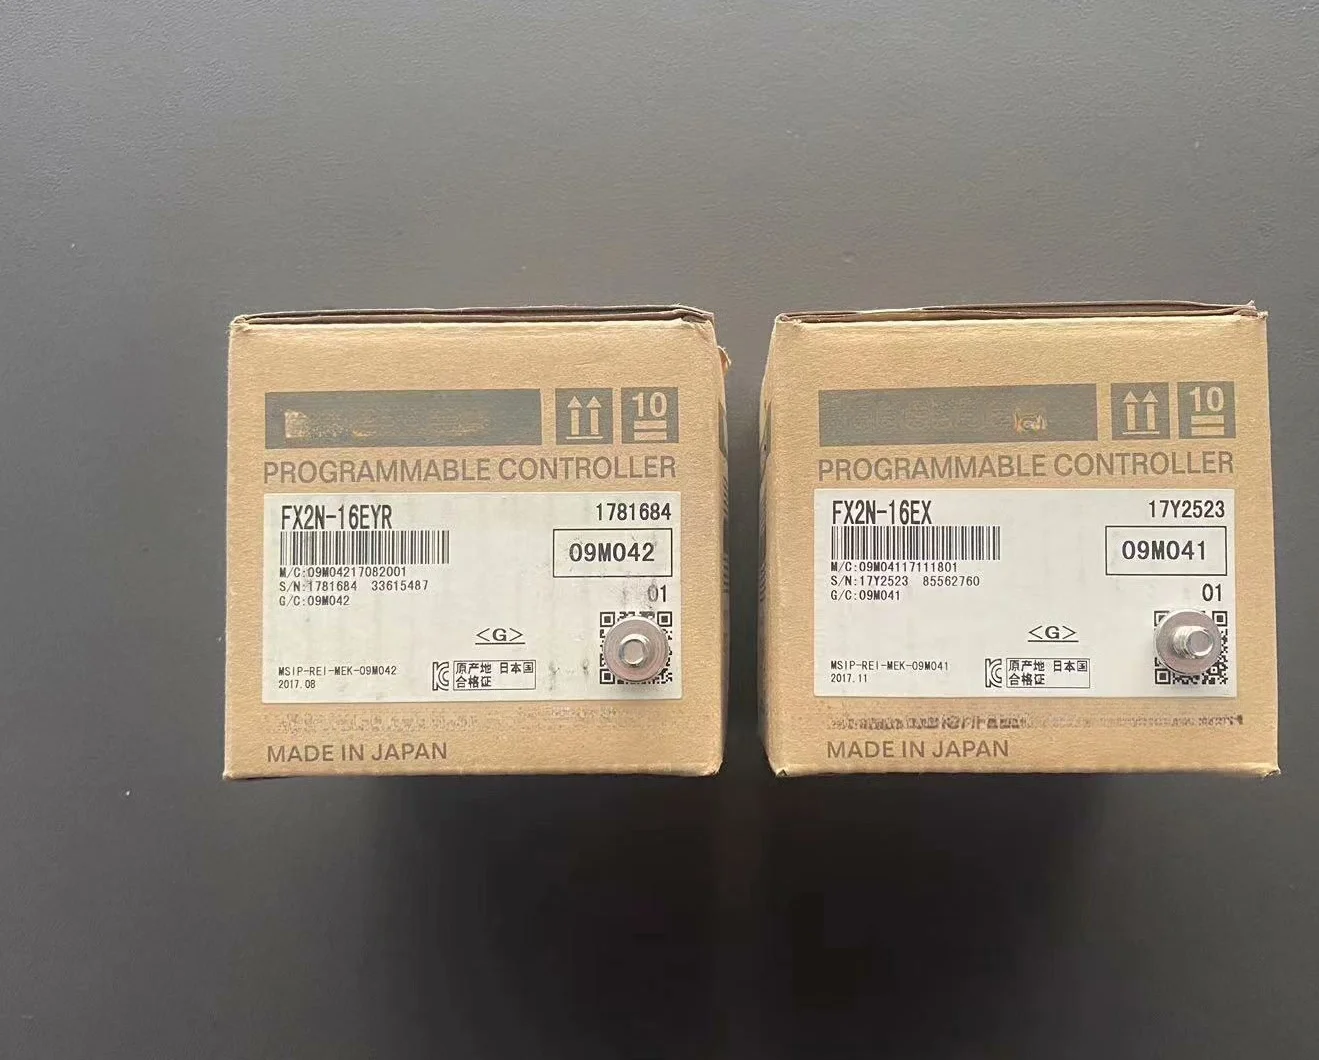 10
PROGRAMMABLE CONTROLLER
FX2N-16EYR 1781684
09M042
M/C:09M04217082001
S/N:1781684 33615487
G/C:09M042
01
<G>
MSIP-REI-MEK-09M042
2017.08
原产地 日本国
合格证
MADE IN JAPAN
10
PROGRAMMABLE CONTROLLER
FX2N-16EX 17Y2523
09M041
M/C:09M04117111801
S/N:17Y2523 85562760
G/C:09M041
01
<G>
MSIP-REI-MEK-09M041
2017.11
原产地 日本国
合格证
MADE IN JAPAN